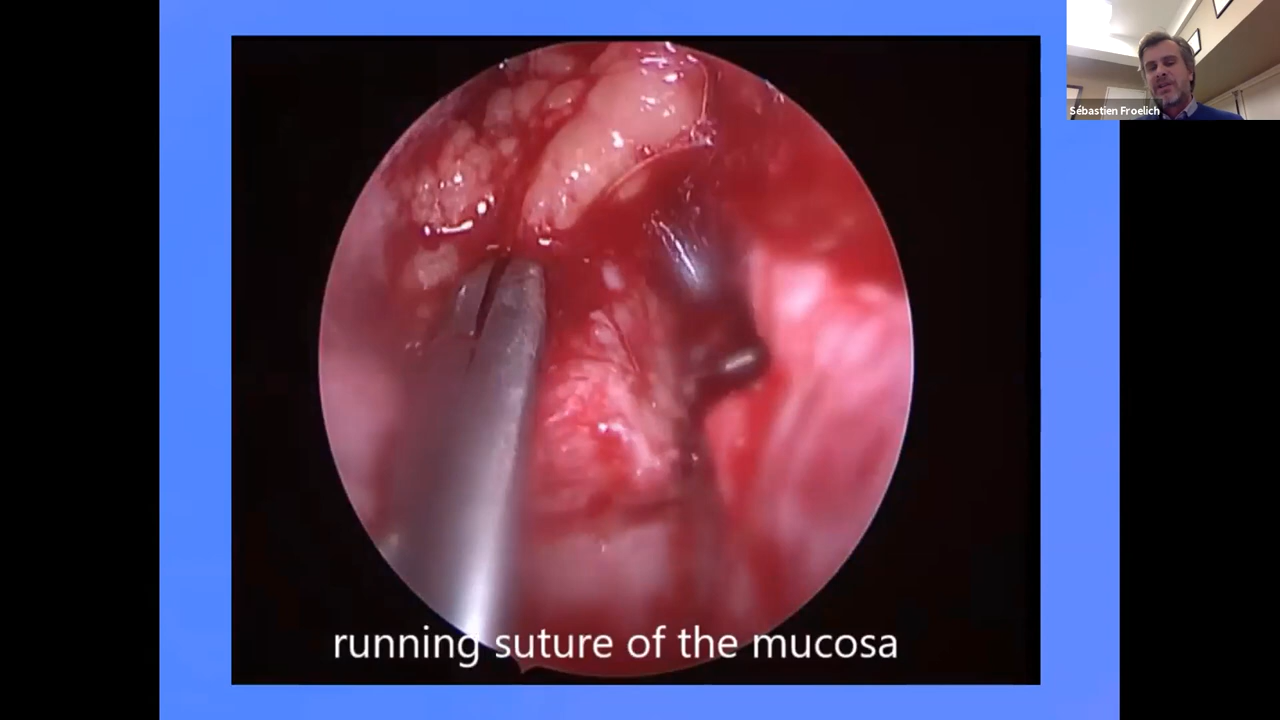 Sébastien Froelich
running suture of the mucosa